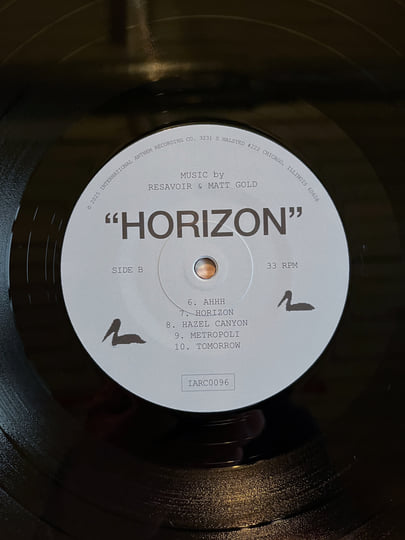 © 2025 INTERNATIONAL ANTHEM RECORDING CO. 3231 S HALSTED #222 CHICAGO, ILLINOIS 60608
MUSIC by
RESAVOIR & MATT GOLD
“HORIZON”
SIDE B 33 RPM
6. AHHH
7. HORIZON
8. HAZEL CANYON
9. METROPOLI
10. TOMORROW
IARC0096